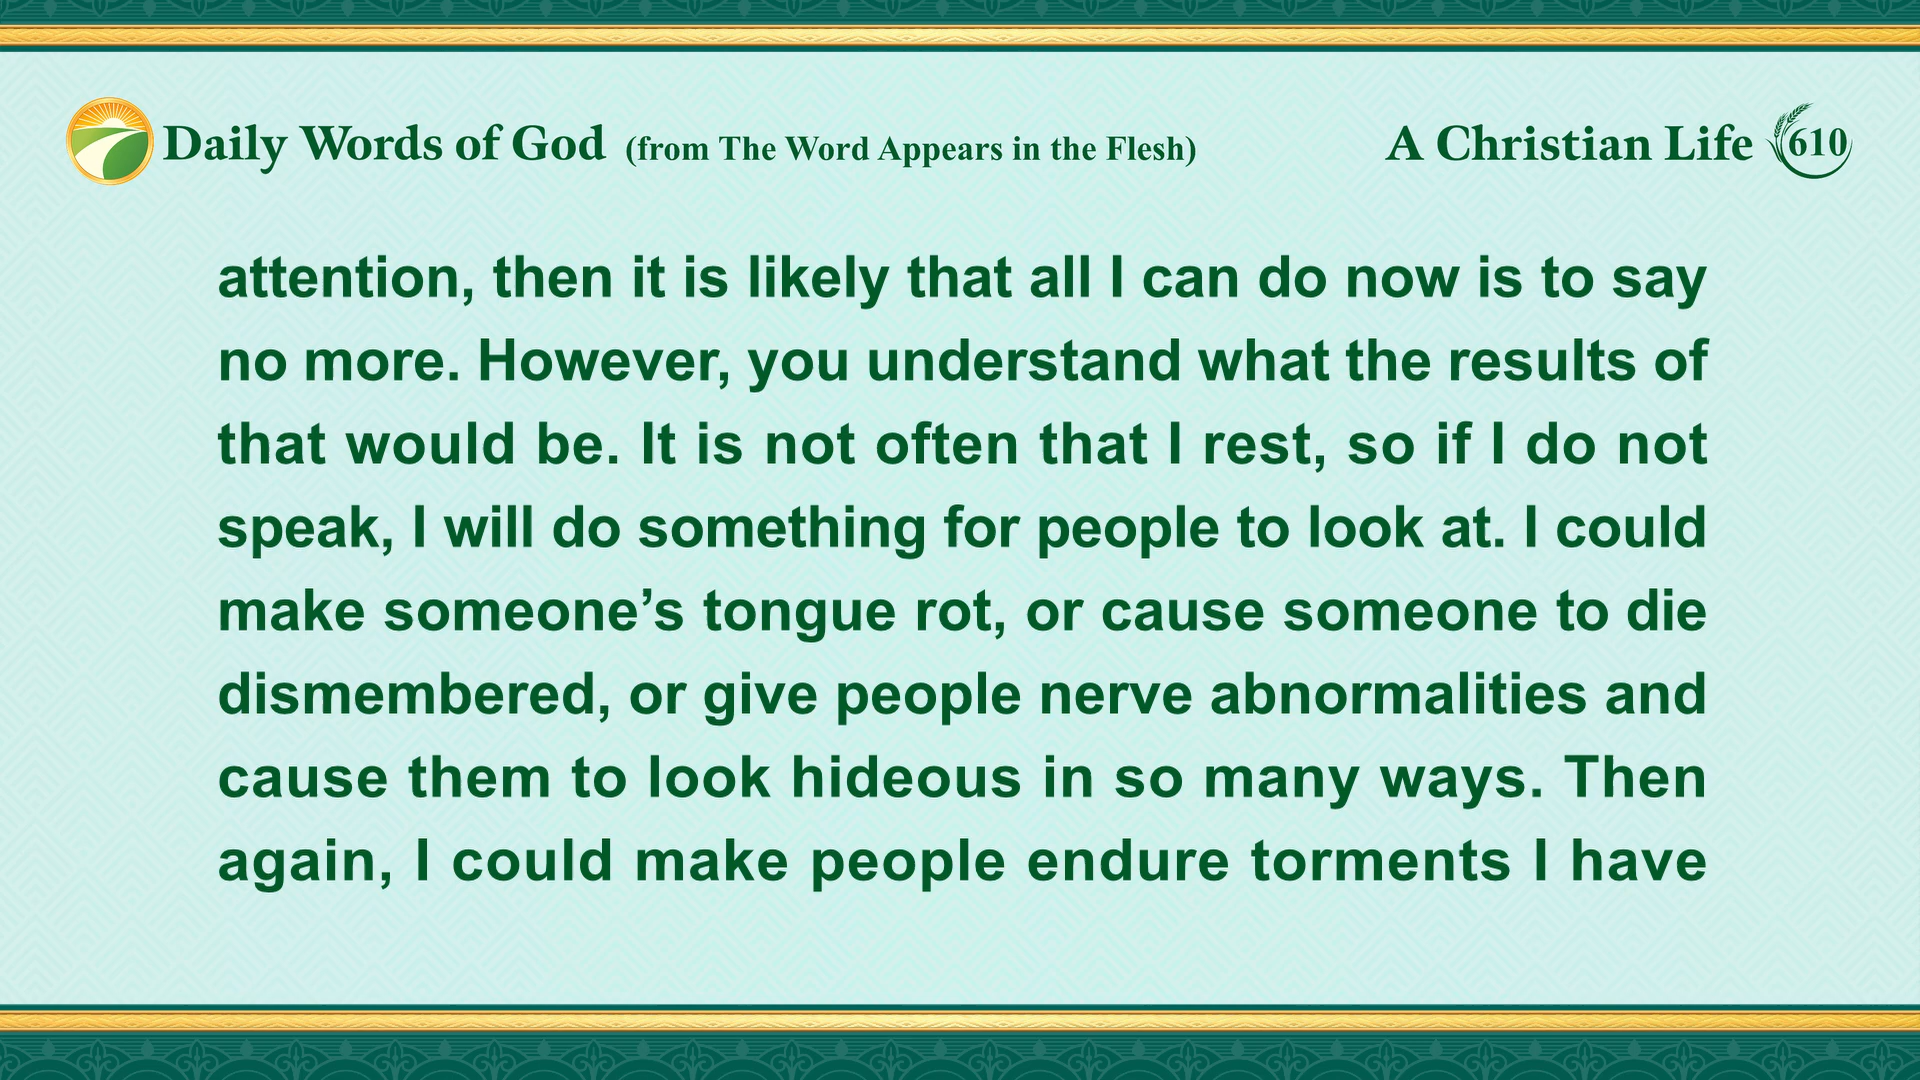 Daily Words of God (from The Word Appears in the Flesh)
A Christian Life 610
attention, then it is likely that all I can do now is to say
no more. However, you understand what the results of
that would be. It is not often that I rest, so if I do not
speak, I will do something for people to look at. I could
make someone’s tongue rot, or cause someone to die
dismembered, or give people nerve abnormalities and
cause them to look hideous in so many ways. Then
again, I could make people endure torments I have